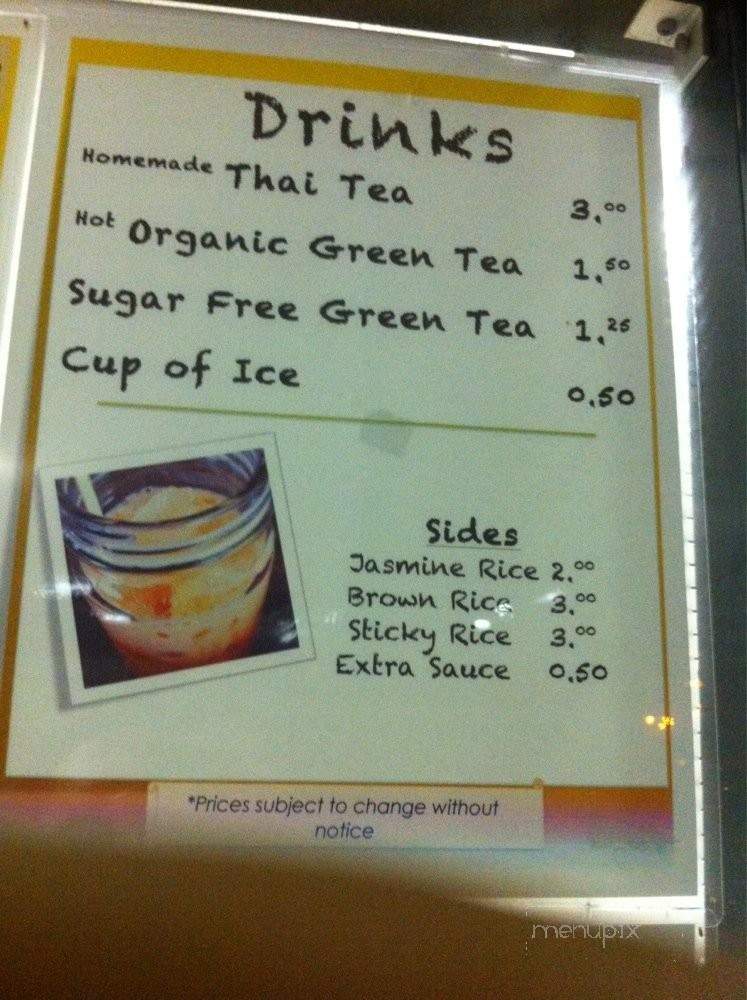 Drinks
Homemade Thai Tea 3.00
Hot Organic Green Tea 1.50
Sugar Free Green Tea 1.25
Cup of Ice 0.50
Sides
Jasmine Rice 2.00
Brown Rice 3.00
Sticky Rice 3.00
Extra Sauce 0.50
*Prices subject to change without
notice
menupix